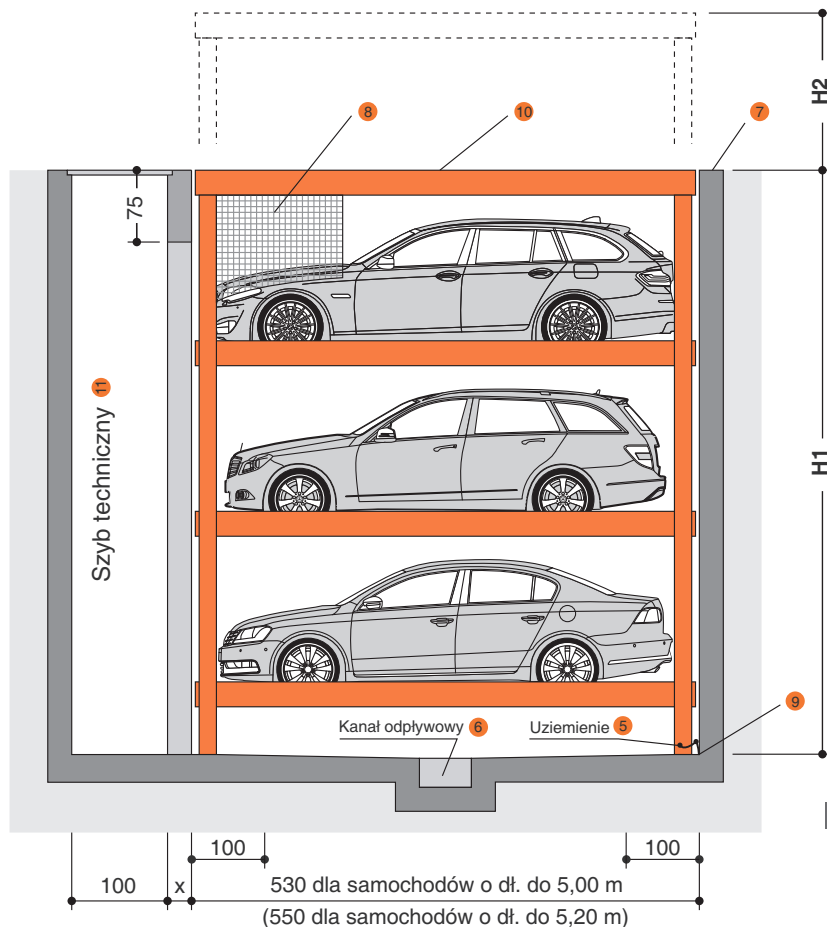 H2
8
10
7
75
Szyb techniczny 11
H1
9
Kanał odpływowy 6
Uziemienie 5
100
100
100
x
530 dla samochodów o dł. do 5,00 m
(550 dla samochodów o dł. do 5,20 m)